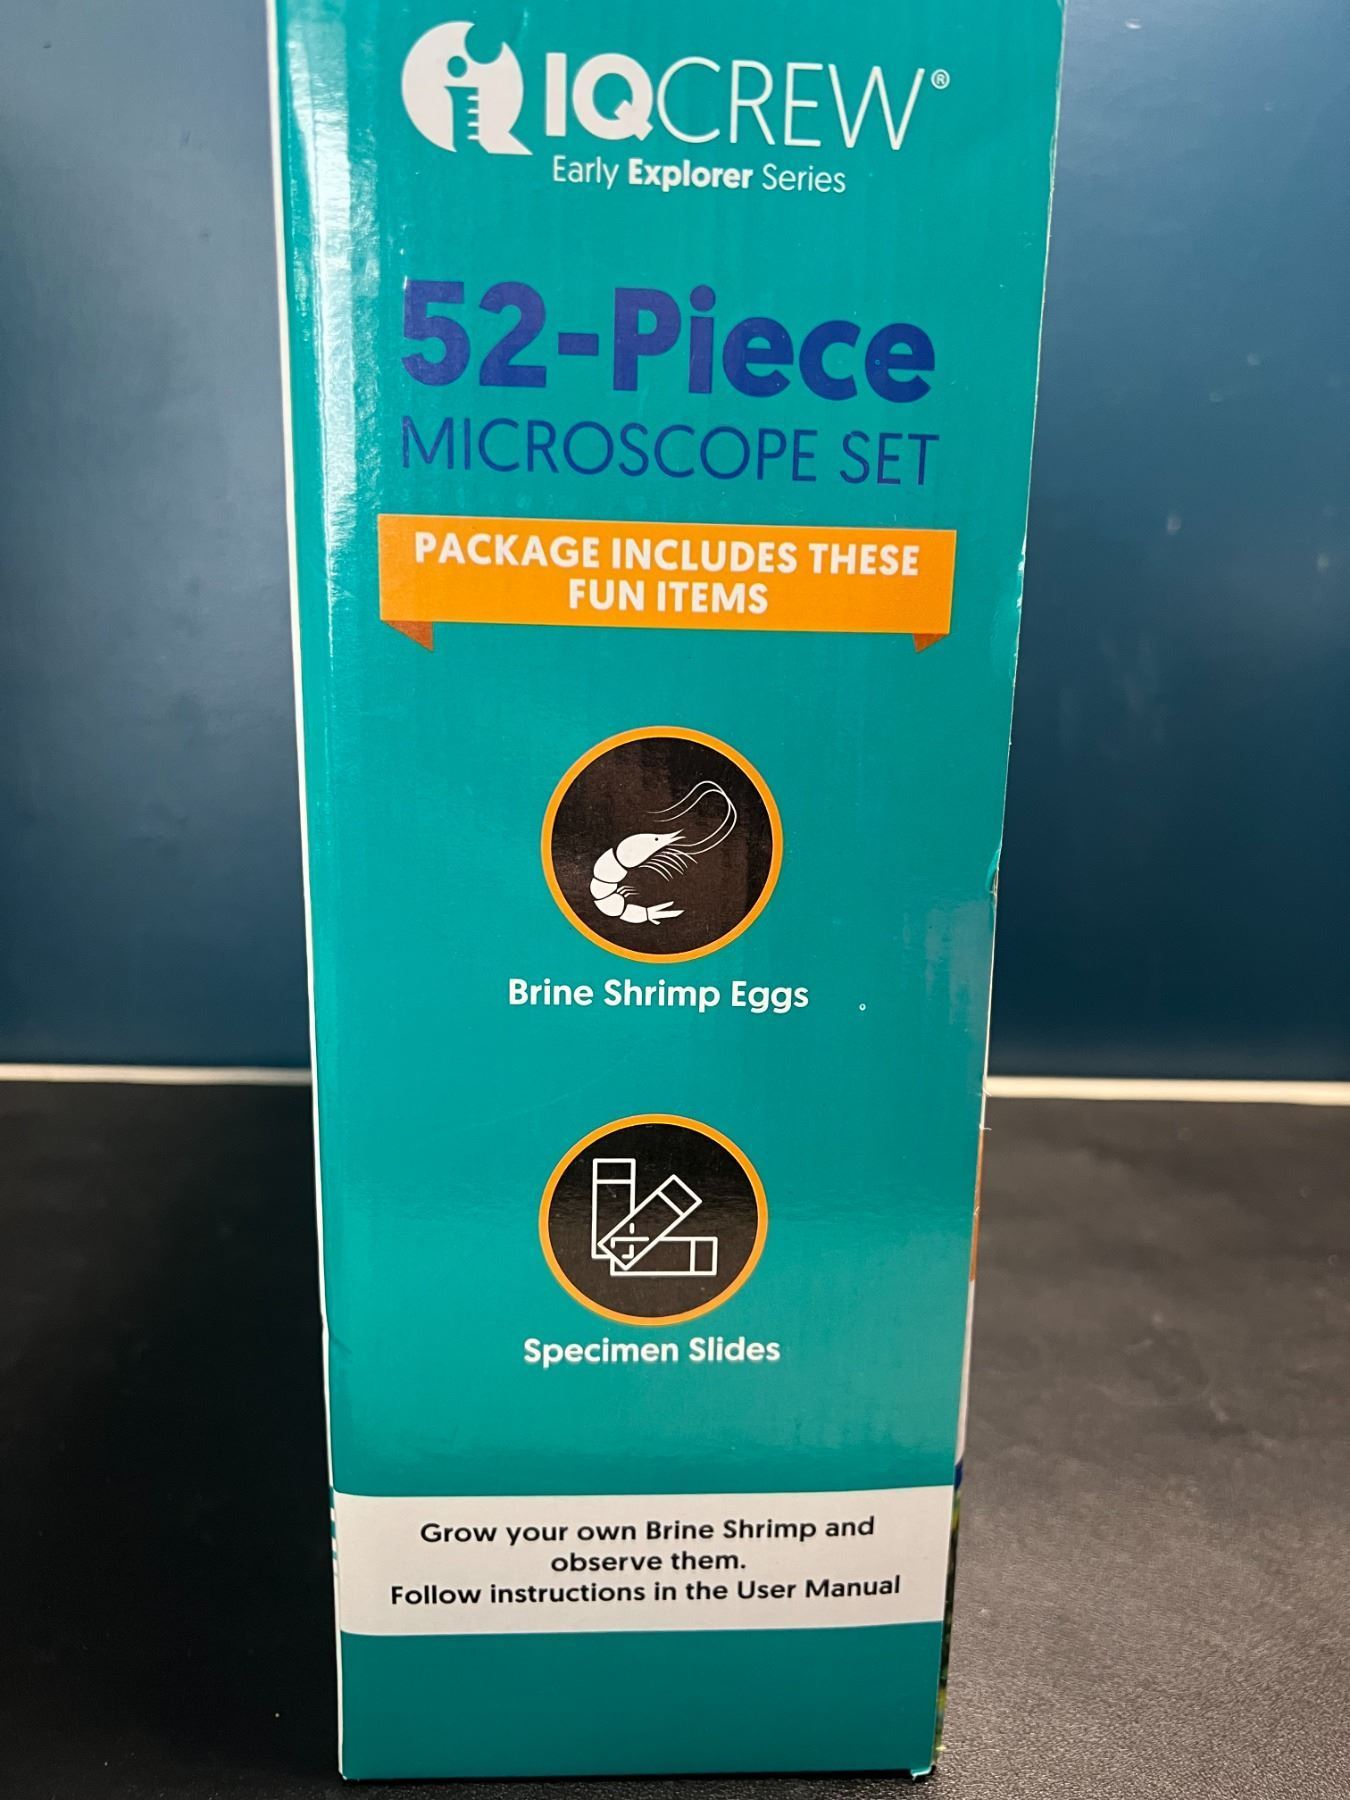 IQCREW®
Early Explorer Series
52-Piece
MICROSCOPE SET
PACKAGE INCLUDES THESE
FUN ITEMS
Brine Shrimp Eggs
Specimen Slides
Grow your own Brine Shrimp and
observe them.
Follow instructions in the User Manual